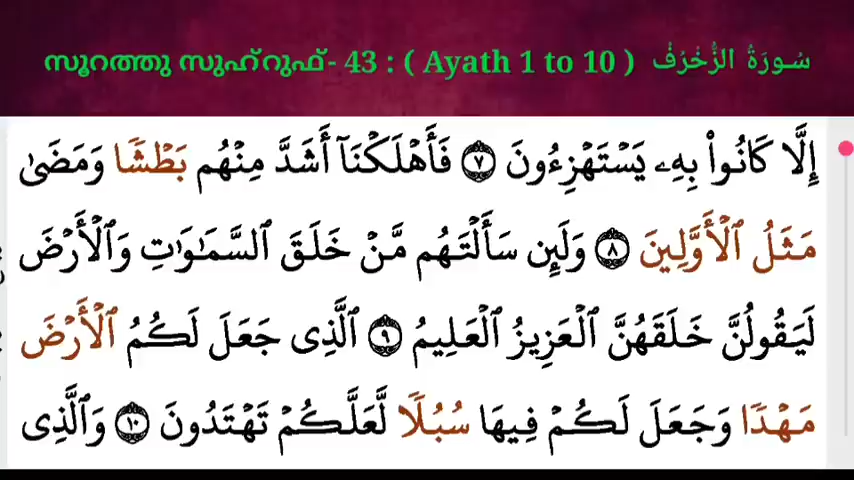 സൂറത്തു സുഹ്റുഫ്- 43 : ( Ayath 1 to 10 ) سُورَةُ الزُّخْرُفْ
إِلَّا كَانُوا۟ بِهِۦ يَسْتَهْزِءُونَ ٧ فَأَهْلَكْنَآ أَشَدَّ مِنْهُم بَطْشًا وَمَضَىٰ
مَثَلُ ٱلْأَوَّلِينَ ٨ وَلَئِن سَأَلْتَهُم مَّنْ خَلَقَ ٱلسَّمَـٰوَٰتِ وَٱلْأَرْضَ
لَيَقُولُنَّ خَلَقَهُنَّ ٱلْعَزِيزُ ٱلْعَلِيمُ ٩ ٱلَّذِى جَعَلَ لَكُمُ ٱلْأَرْضَ
مَهْدًا وَجَعَلَ لَكُمْ فِيهَا سُبُلًا لَّعَلَّكُمْ تَهْتَدُونَ ١٠ وَٱلَّذِى